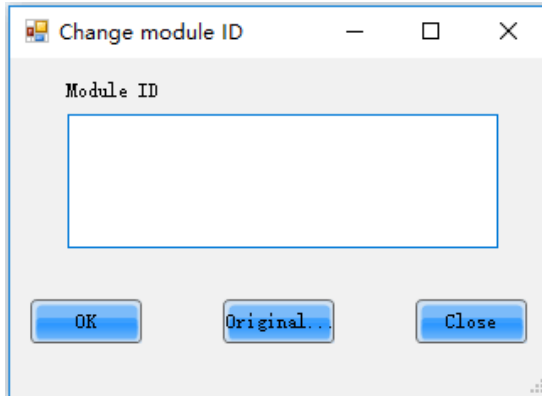 Change module ID
Module ID
OK
Original...
Close